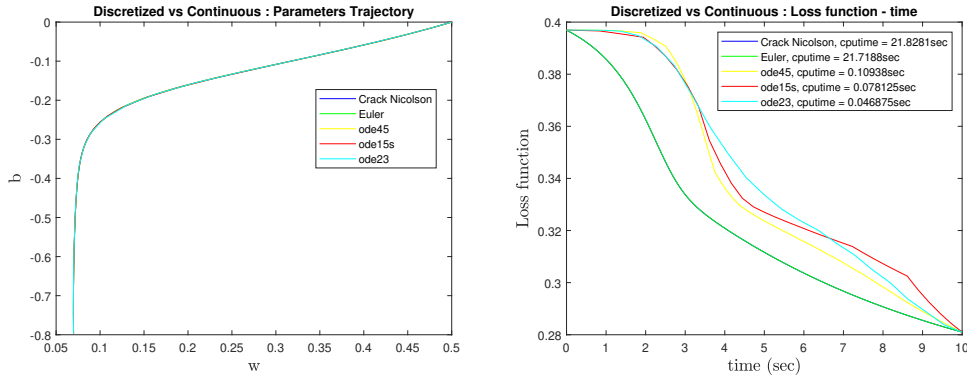 Discretized vs Continuous : Parameters Trajectory
0
-0.1
-0.2
-0.3
-0.4
-0.5
-0.6
-0.7
-0.8
b
0.05
0.1
0.15
0.2
0.25
0.3
0.35
0.4
0.45
0.5
w
Crack Nicolson
Euler
ode45
ode15s
ode23
Discretized vs Continuous : Loss function - time
0.4
0.38
0.36
0.34
0.32
0.3
0.28
Loss function
0
1
2
3
4
5
6
7
8
9
10
time (sec)
Crack Nicolson, cputime = 21.8281sec
Euler, cputime = 21.7188sec
ode45, cputime = 0.10938sec
ode15s, cputime = 0.078125sec
ode23, cputime = 0.046875sec